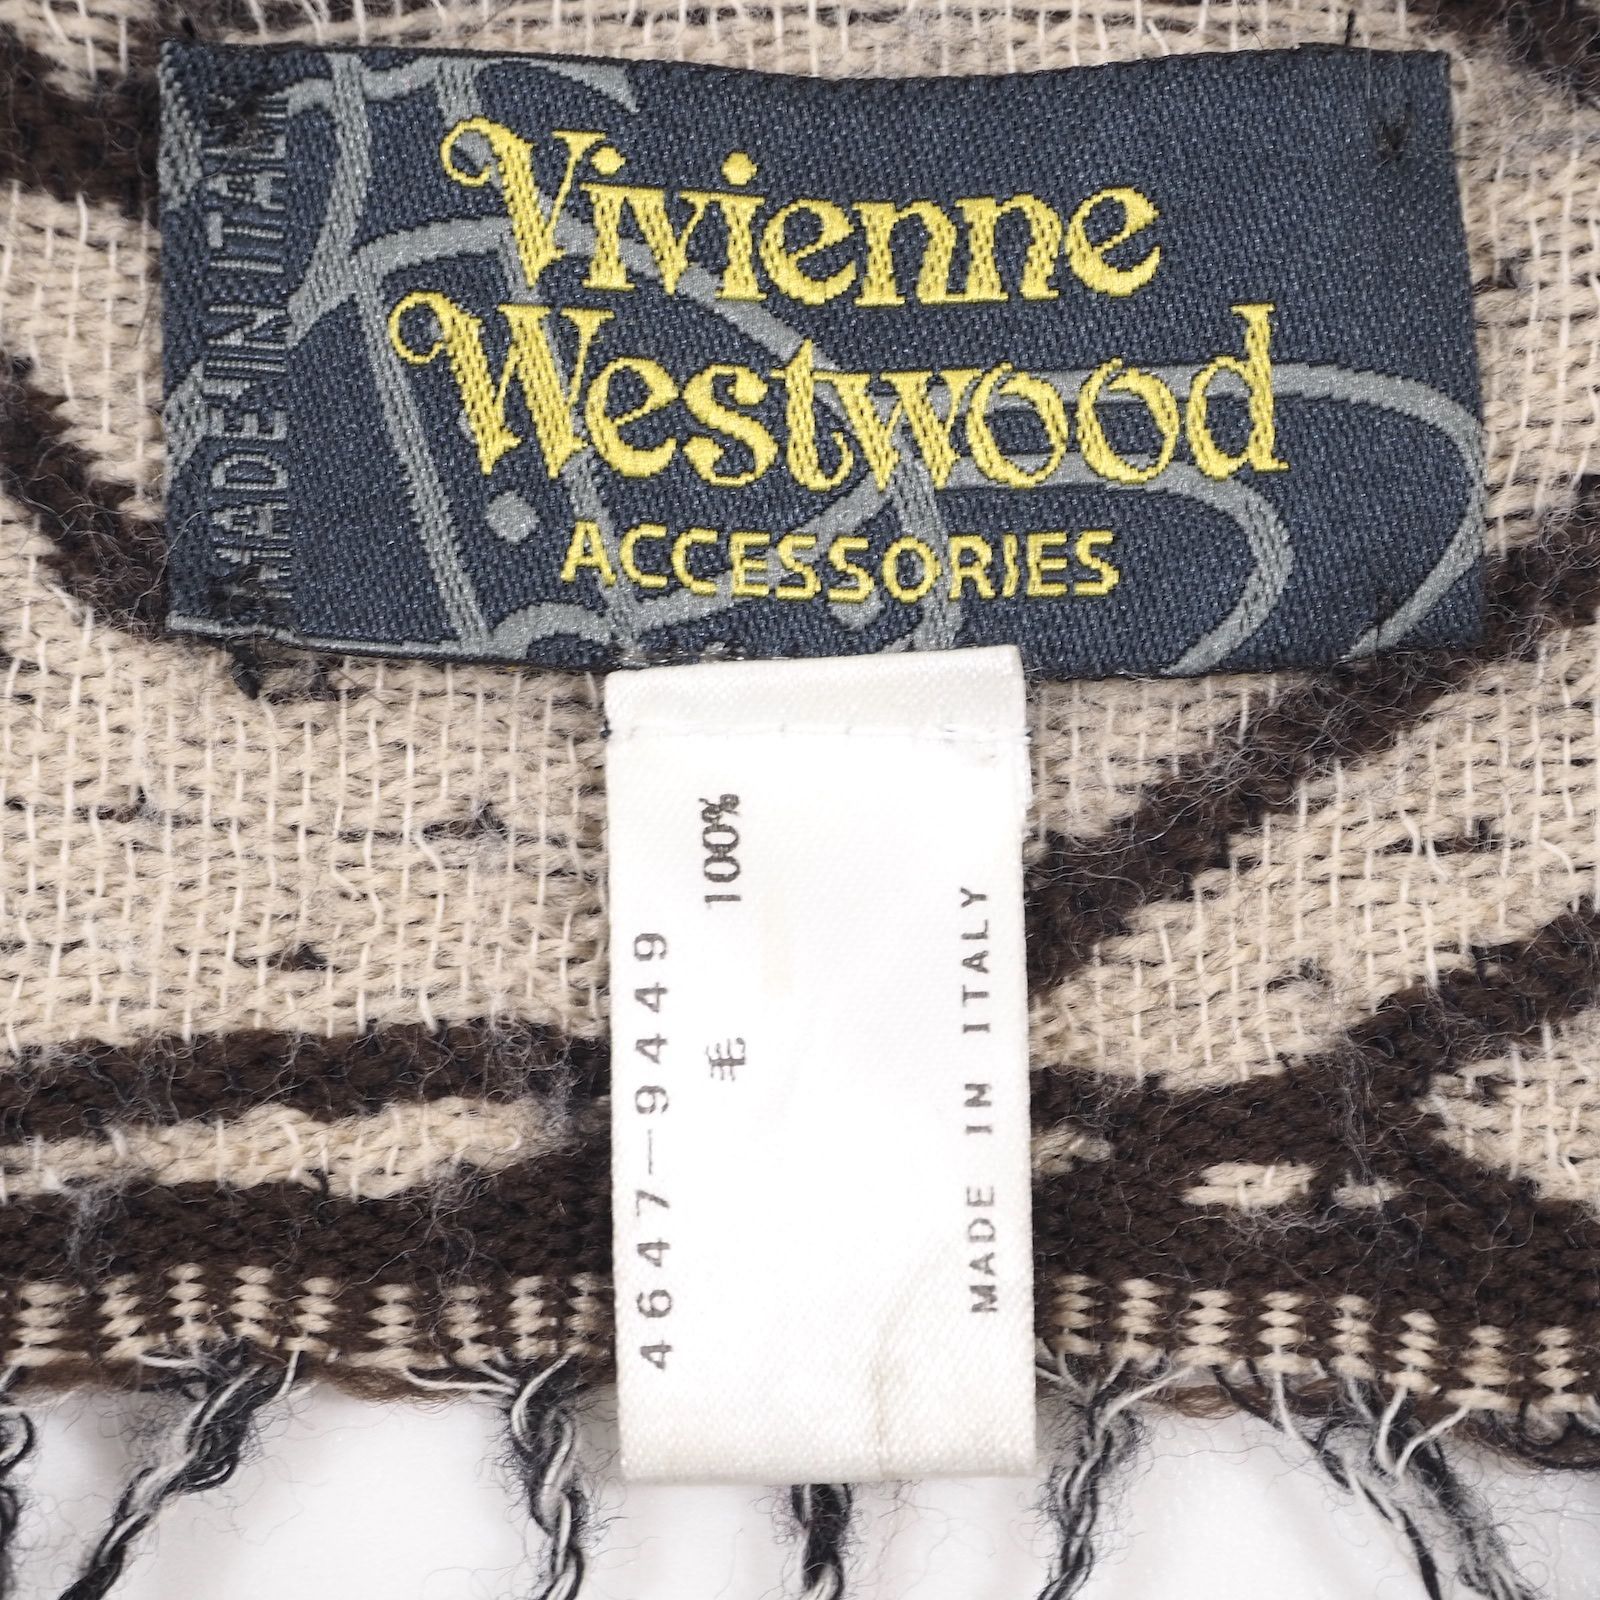 Vivienne
Westwood
ACCESSORIES
MADE IN ITALY
4647-9449
毛 100%
MADE IN ITALY